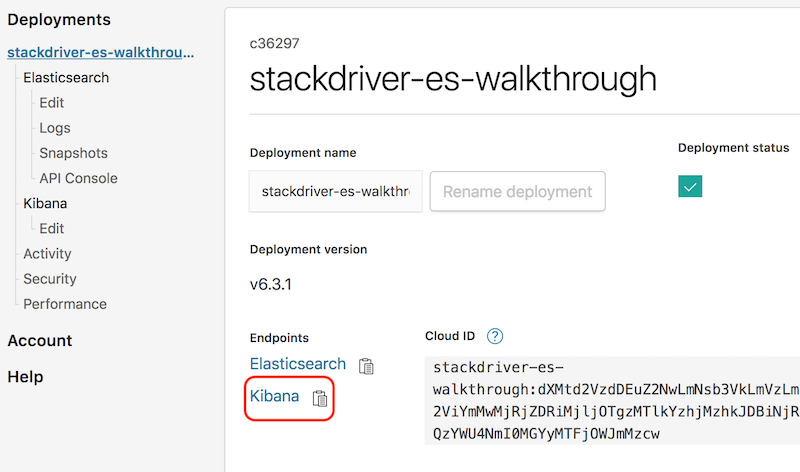 Deployments
stackdriver-es-walkthrou...
Elasticsearch
Edit
Logs
Snapshots
API Console
Kibana
Edit
Activity
Security
Performance
Account
Help
c36297
stackdriver-es-walkthrough
Deployment name
Deployment status
stackdriver-es-walkthr
Rename deployment
Deployment version
v6.3.1
Endpoints
Cloud ID ?
Elasticsearch
Kibana
stackdriver-es-
walkthrough:dXMtd2VzdDEuZ2NwLmNsb3VkLmVzLm
2ViYmMwMjRjZDRiMjljOTgzMTlkYzhjMzhkJDBiNjR
QzYWU4NmI0MGYyMTFjOWJmMzcw